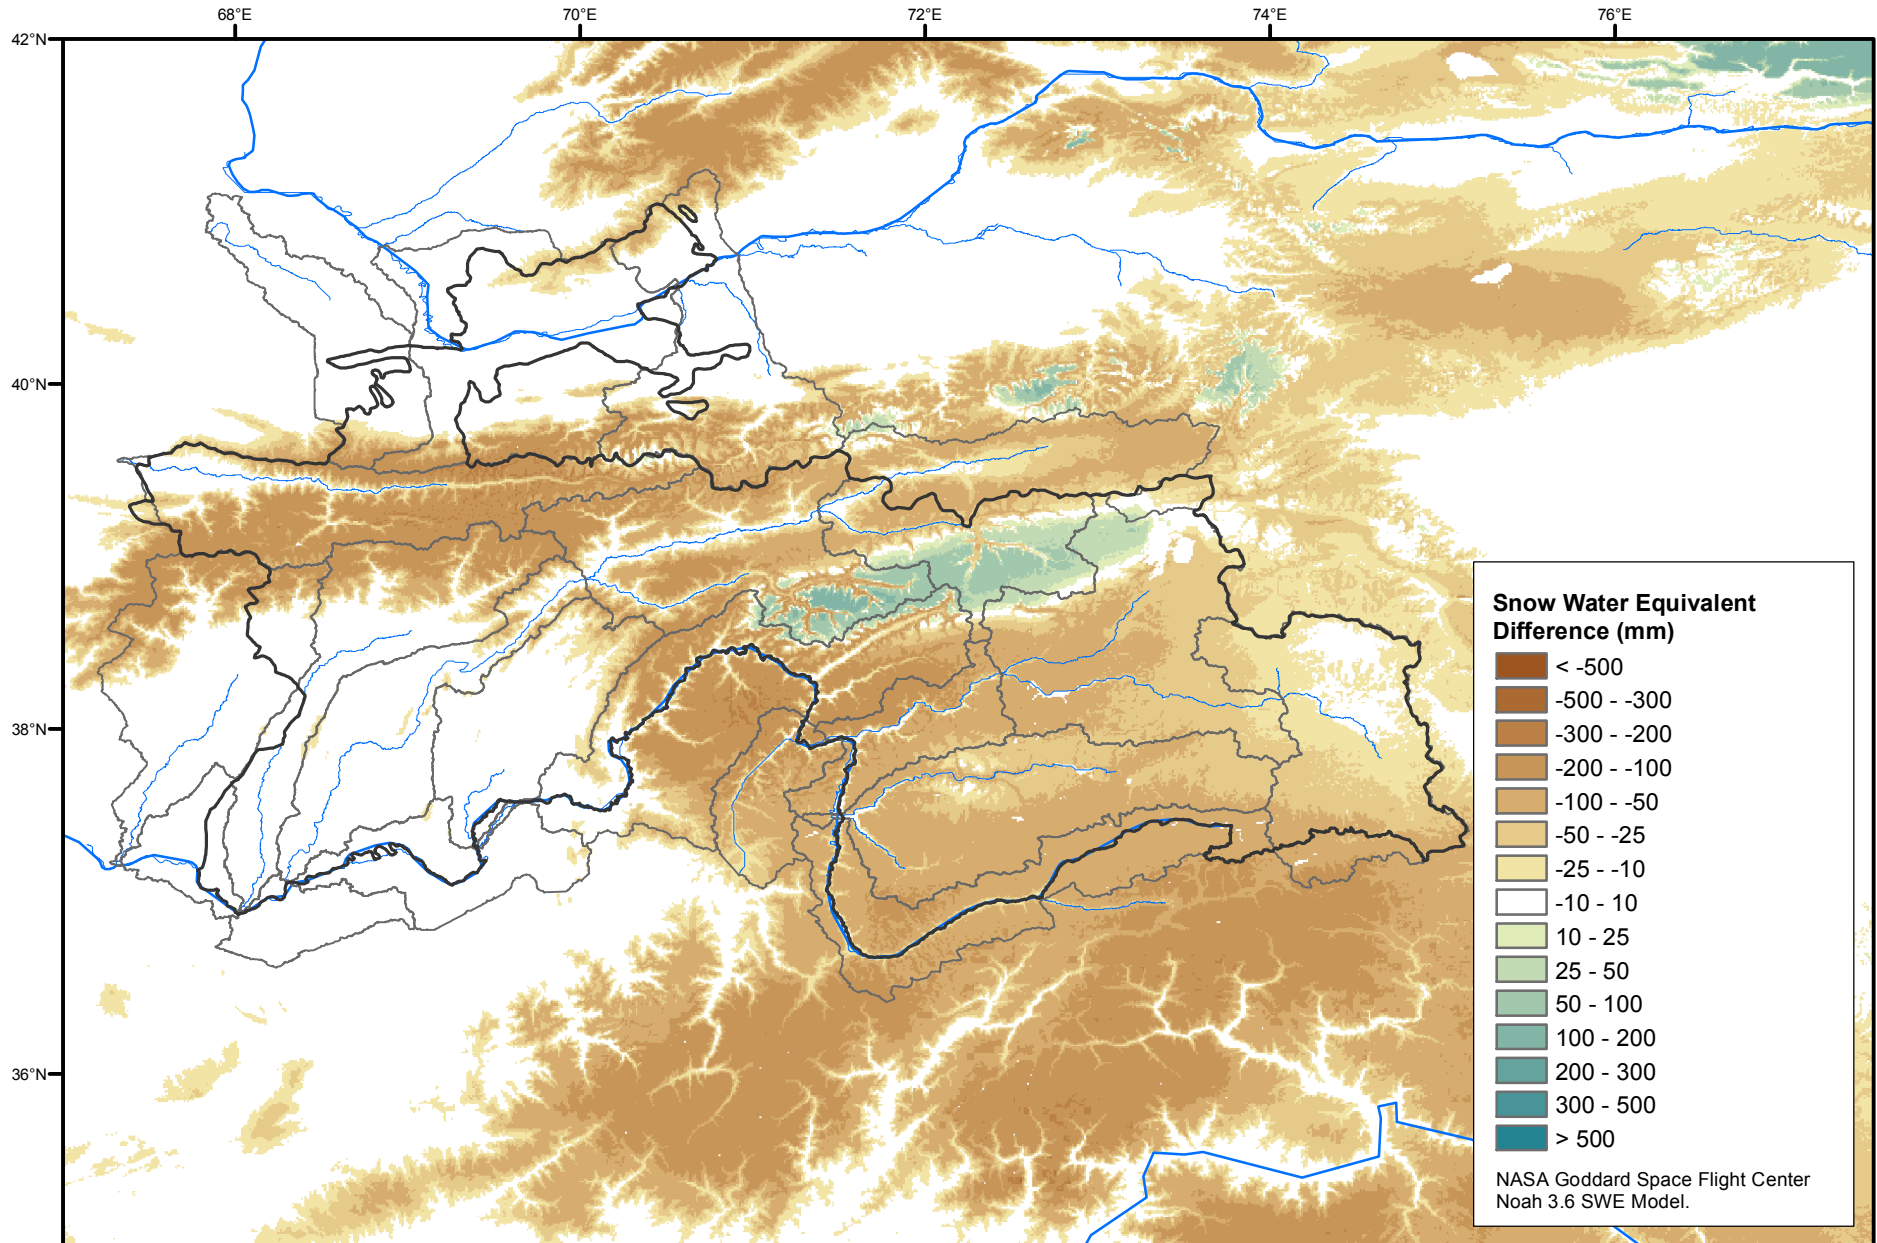 68°E
70°E
72°E
74°E
76°E
42°N
40°N
38°N
36°N
Snow Water Equivalent
Difference (mm)
< -500
-500 - -300
-300 - -200
-200 - -100
-100 - -50
-50 - -25
-25 - -10
-10 - 10
10 - 25
25 - 50
50 - 100
100 - 200
200 - 300
300 - 500
> 500
NASA Goddard Space Flight Center
Noah 3.6 SWE Model.